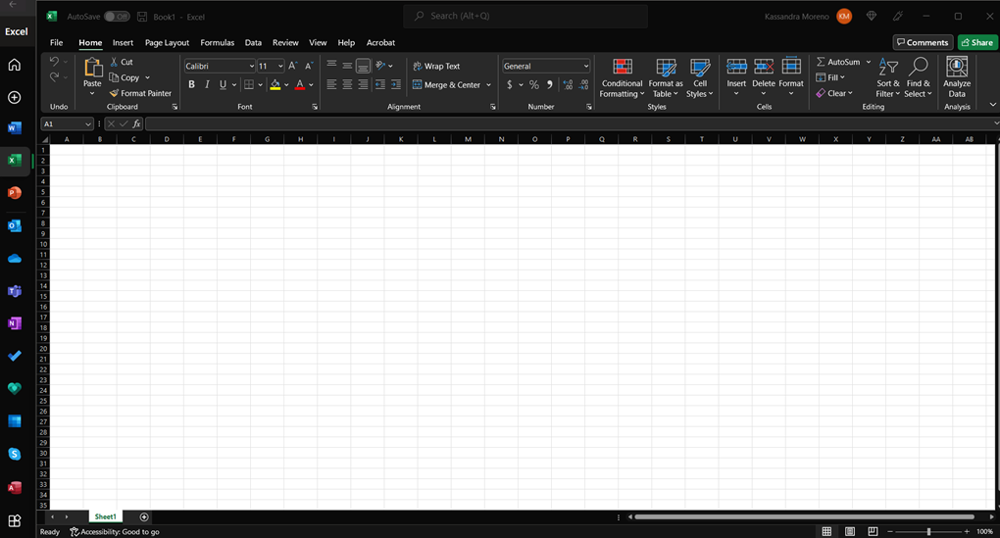 AutoSave Off Book1 - Excel Search (Alt+Q) Kassandra Moreno KM
Excel
File Home Insert Page Layout Formulas Data Review View Help Acrobat Comments Share
Paste
Cut
Copy
Format Painter
Calibri 11
B I U A
Wrap Text
Merge & Center
General
$ % ,
Conditional Formatting
Format as Table
Cell Styles
Insert Delete Format
AutoSum
Fill
Clear
Sort & Filter
Find & Select
Analyze Data
Undo Clipboard Font Alignment Number Styles Cells Editing Analysis
A1 fx
A B C D E F G H I J K L M N O P Q R S T U V W X Y Z AA AB
1
2
3
4
5
6
7
8
9
10
11
12
13
14
15
16
17
18
19
20
21
22
23
24
25
26
27
28
29
30
31
32
33
34
35
Sheet1
Ready Accessibility: Good to go 100%